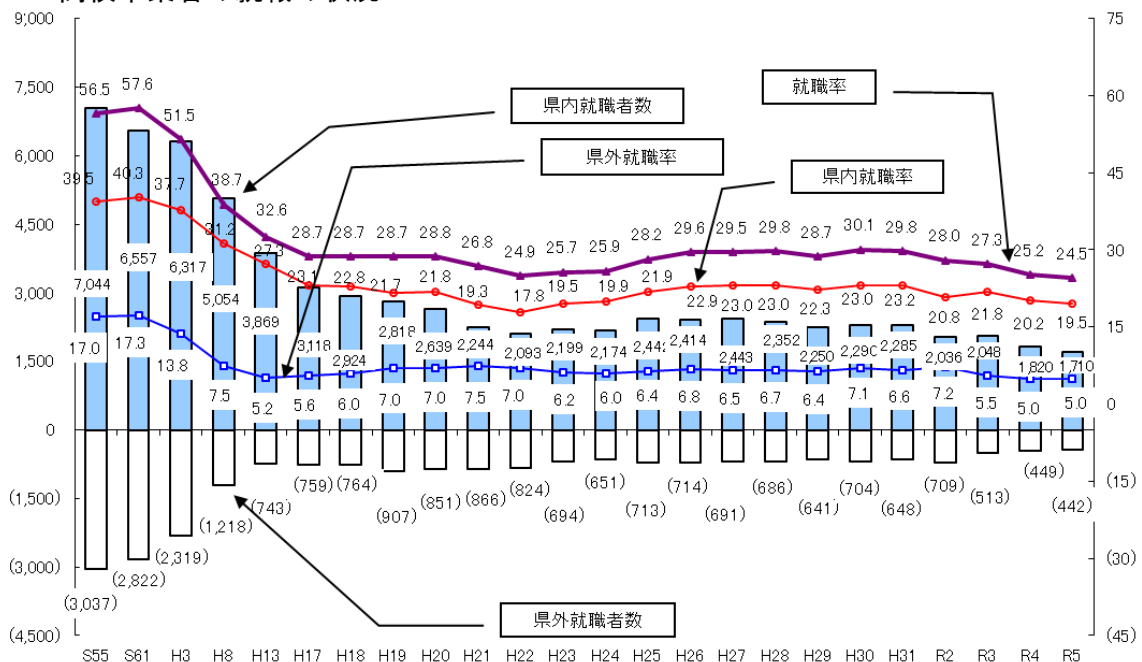 9,000
7,500
6,000
4,500
3,000
1,500
0
(1,500)
(3,000)
(4,500)
75
60
45
30
15
0
(15)
(30)
(45)
県内就職者数
県外就職率
就職率
県内就職率
県外就職者数
56.5 57.6 51.5 38.7 32.6 28.7 28.7 28.7 28.8 26.8 24.9 25.7 25.9 28.2 29.6 29.5 29.8 28.7 30.1 29.8 28.0 27.3 25.2 24.5
39.5 40.3 37.7 31.2 27.3 23.1 22.8 21.7 21.8 19.3 17.8 19.5 19.9 21.9 22.9 23.0 23.0 22.3 23.0 23.2 20.8 21.8 20.2 19.5
7,044 6,557 6,317 5,054 3,869 3,118 2,924 2,818 2,639 2,244 2,093 2,199 2,174 2,442 2,414 2,443 2,352 2,250 2,290 2,285 2,036 2,048 1,820 1,710
17.0 17.3 13.8 7.5 5.2 5.6 6.0 7.0 7.0 7.5 7.0 6.2 6.0 6.4 6.8 6.5 6.7 6.4 7.1 6.6 7.2 5.5 5.0 5.0
(3,037) (2,822) (2,319) (1,218) (743) (759) (764) (907) (851) (866) (824) (694) (651) (713) (714) (691) (686) (641) (704) (648) (709) (513) (449) (442)
S55 S61 H3 H8 H13 H17 H18 H19 H20 H21 H22 H23 H24 H25 H26 H27 H28 H29 H30 H31 R2 R3 R4 R5